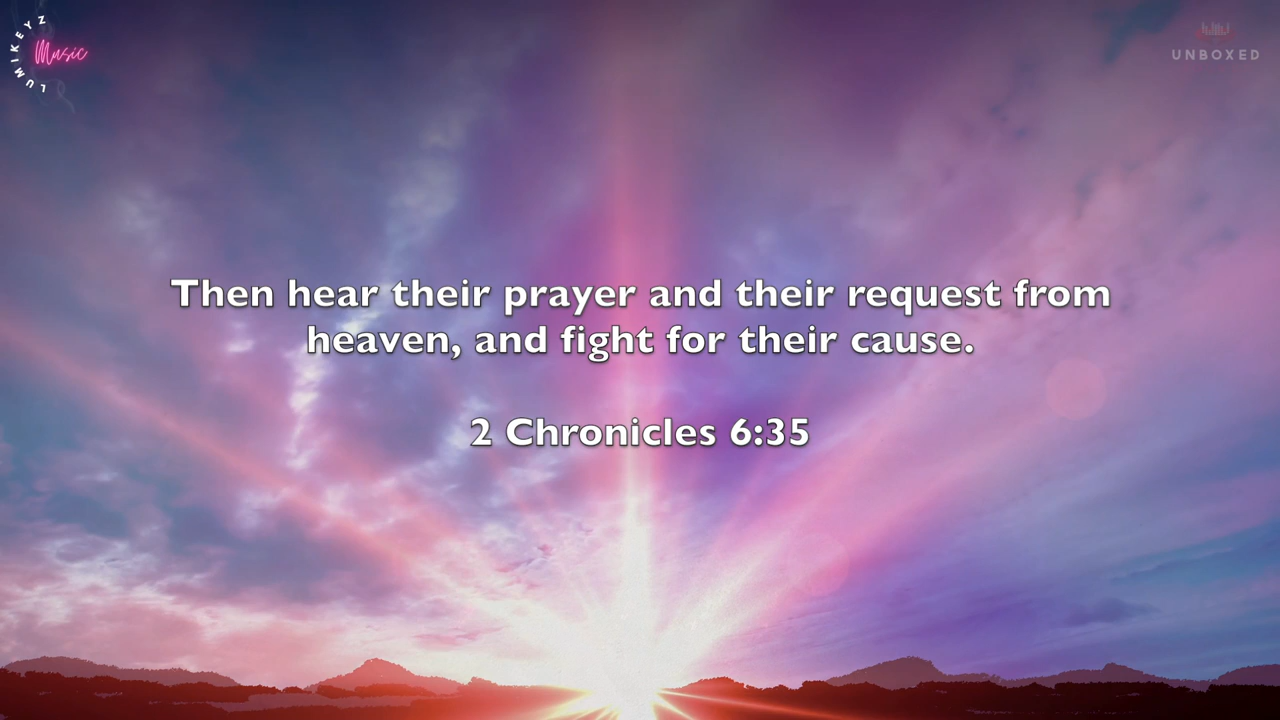 LUMIKEYZ
Music
UNBOXED
Then hear their prayer and their request from
heaven, and fight for their cause.
2 Chronicles 6:35